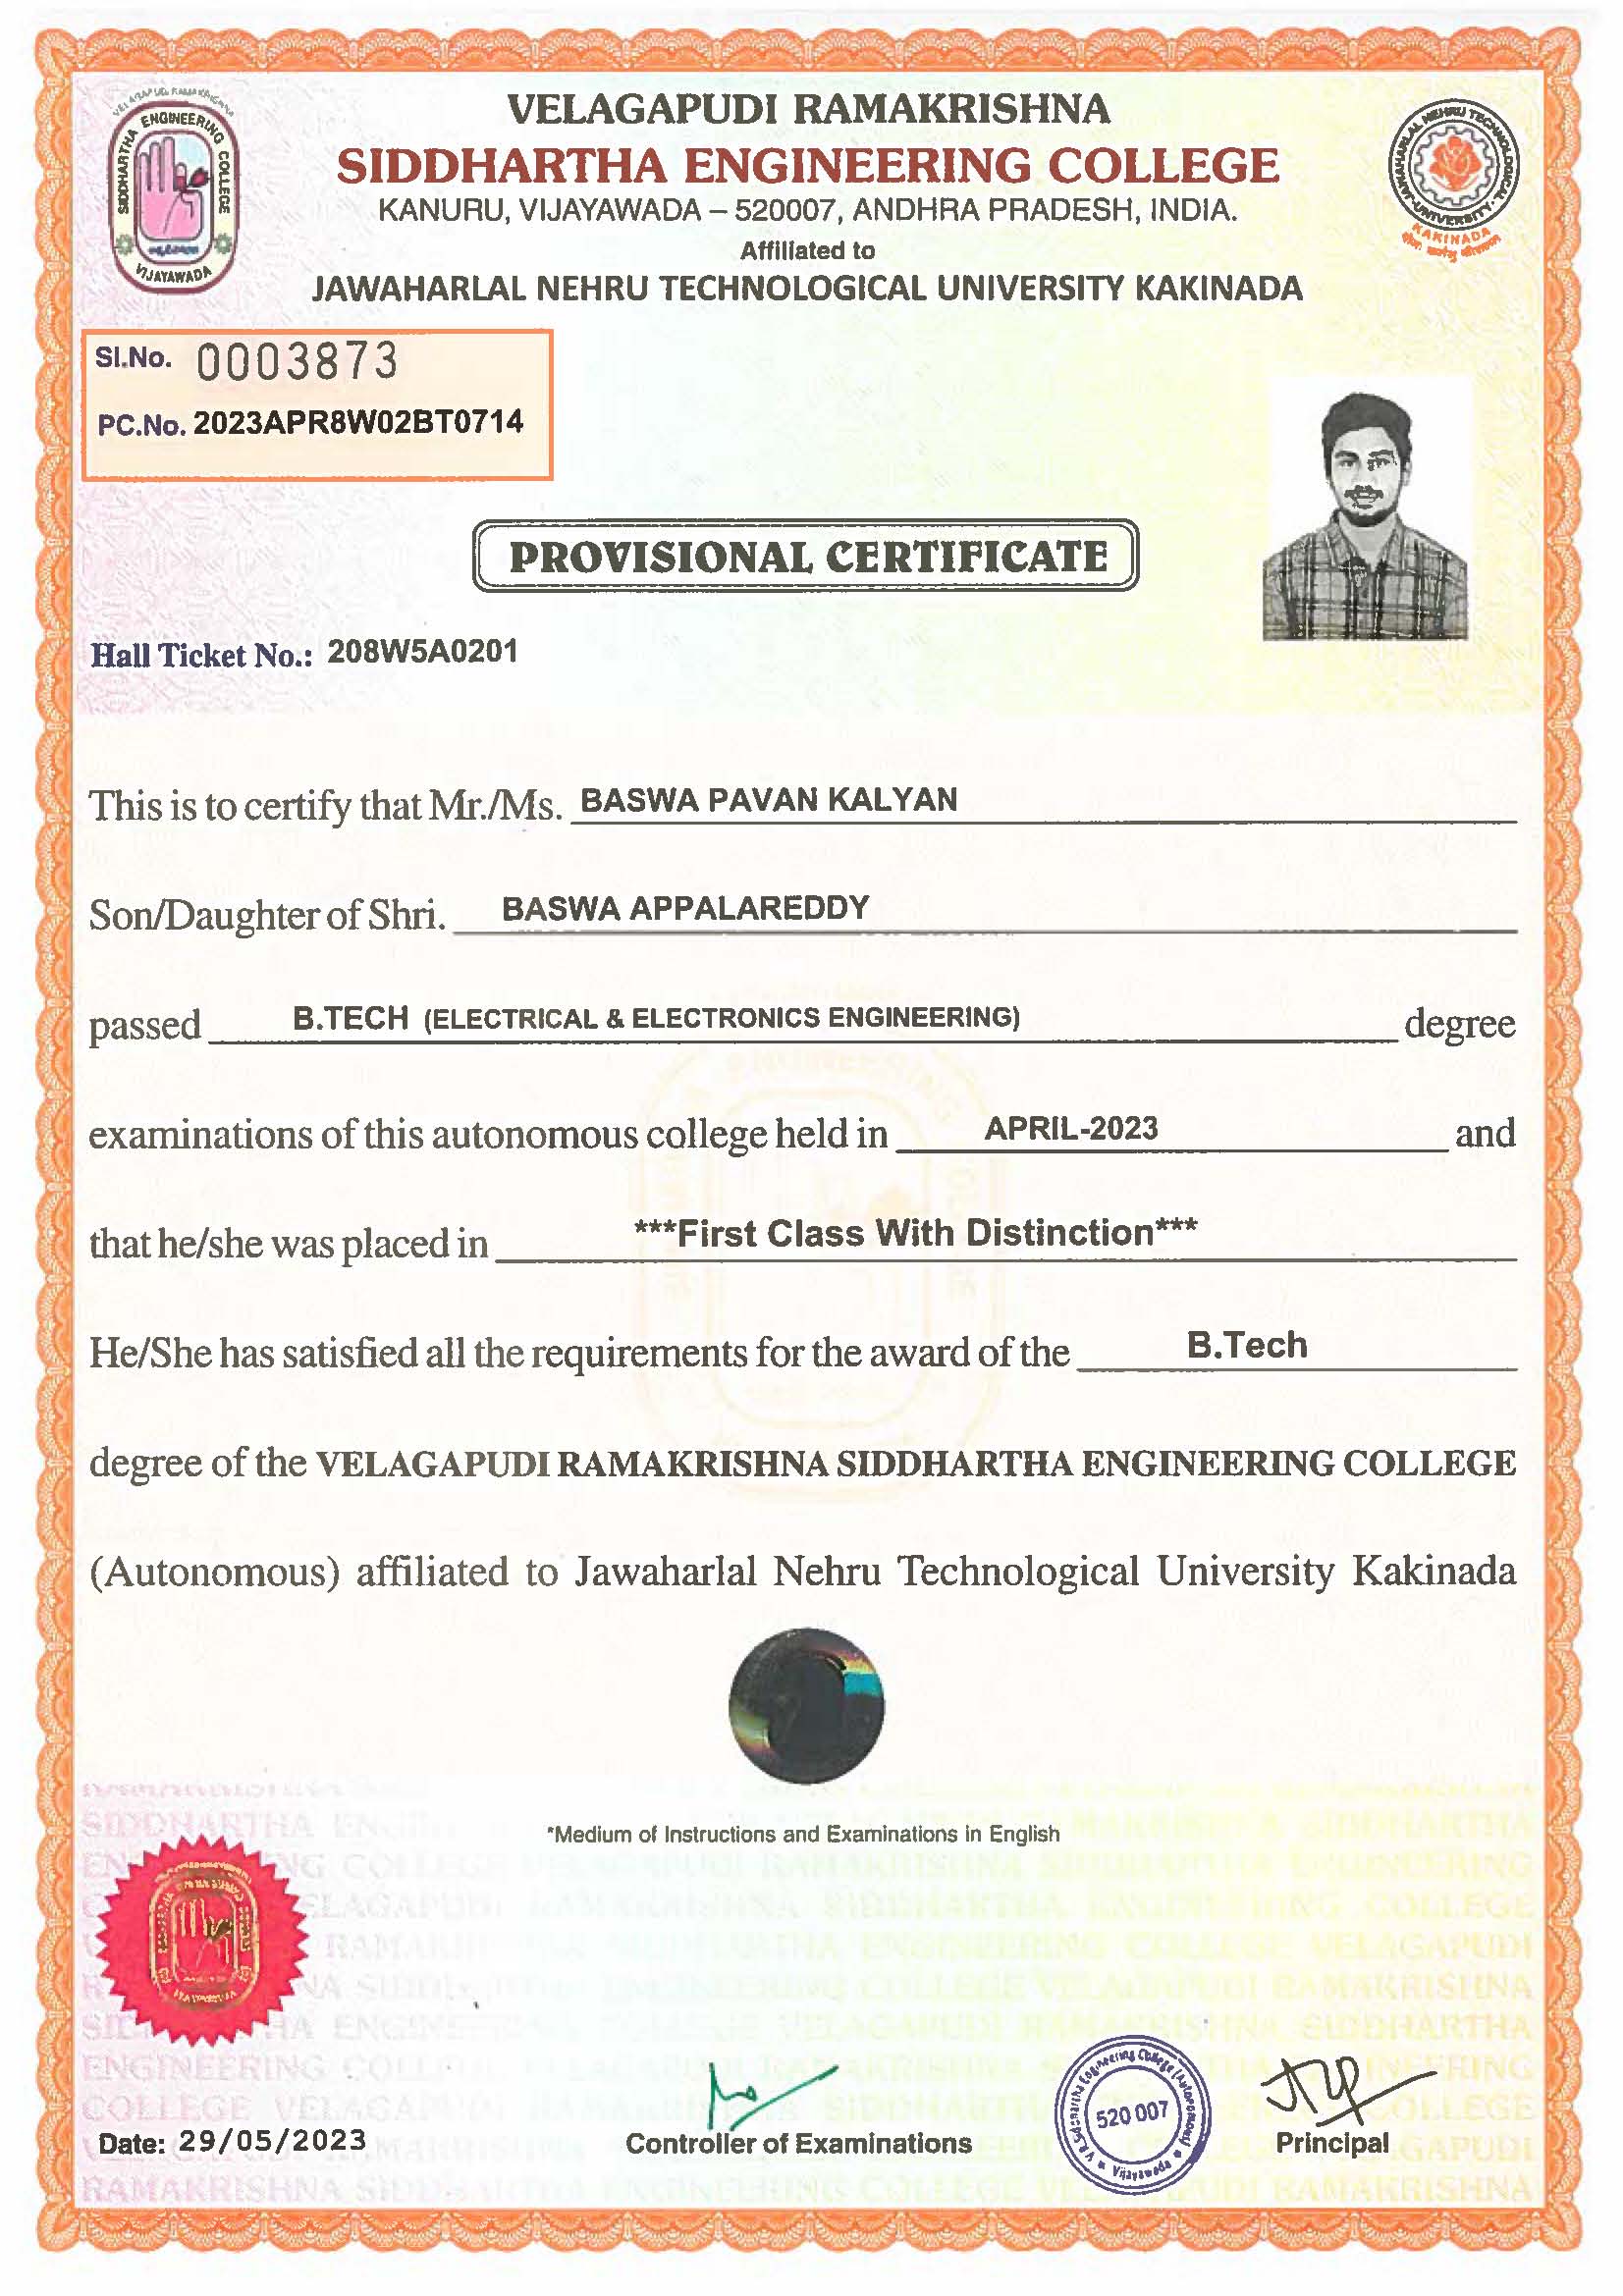 VELAGAPUDI RAMAKRISHNA
SIDDHARTHA ENGINEERING COLLEGE
KANURU, VIJAYAWADA – 520007, ANDHRA PRADESH, INDIA.
Affiliated to
JAWAHARLAL NEHRU TECHNOLOGICAL UNIVERSITY KAKINADA
VELAGAPUDI RAMAKRISHNA
SIDDHARTHA ENGINEERING COLLEGE
VIJAYAWADA
JAWAHARLAL NEHRU TECHNOLOGICAL UNIVERSITY
KAKINADA
Sl.No. 0003873
PC.No. 2023APR8W02BT0714
PROVISIONAL CERTIFICATE
Hall Ticket No.: 208W5A0201
This is to certify that Mr./Ms. BASWA PAVAN KALYAN
Son/Daughter of Shri. BASWA APPALAREDDY
passed B.TECH (ELECTRICAL & ELECTRONICS ENGINEERING) degree
examinations of this autonomous college held in APRIL-2023 and
that he/she was placed in ***First Class With Distinction***
He/She has satisfied all the requirements for the award of the B.Tech
degree of the VELAGAPUDI RAMAKRISHNA SIDDHARTHA ENGINEERING COLLEGE
(Autonomous) affiliated to Jawaharlal Nehru Technological University Kakinada
*Medium of Instructions and Examinations in English
Date: 29/05/2023
Controller of Examinations
V.R. Siddhartha Engineering College (Autonomous)
520 007
Vijayawada
Principal